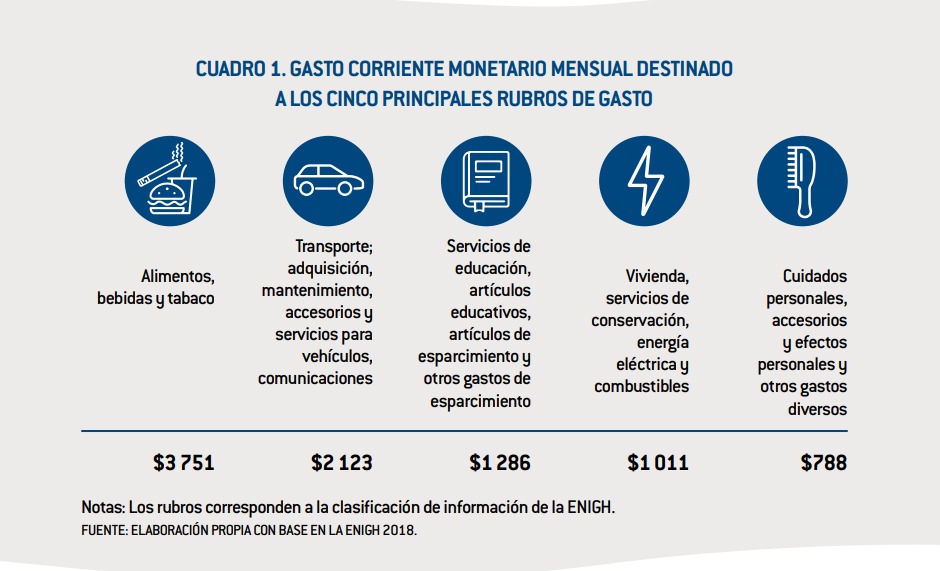 CUADRO 1. GASTO CORRIENTE MONETARIO MENSUAL DESTINADO
A LOS CINCO PRINCIPALES RUBROS DE GASTO
Alimentos,
bebidas y tabaco
Transporte;
adquisición,
mantenimiento,
accesorios y
servicios para
vehículos,
comunicaciones
Servicios de
educación,
artículos
educativos,
artículos de
esparcimiento y
otros gastos de
esparcimiento
Vivienda,
servicios de
conservación,
energía
eléctrica y
combustibles
Cuidados
personales,
accesorios
y efectos
personales y
otros gastos
diversos
$3 751 $2 123 $1 286 $1 011 $788
Notas: Los rubros corresponden a la clasificación de información de la ENIGH.
FUENTE: ELABORACIÓN PROPIA CON BASE EN LA ENIGH 2018.